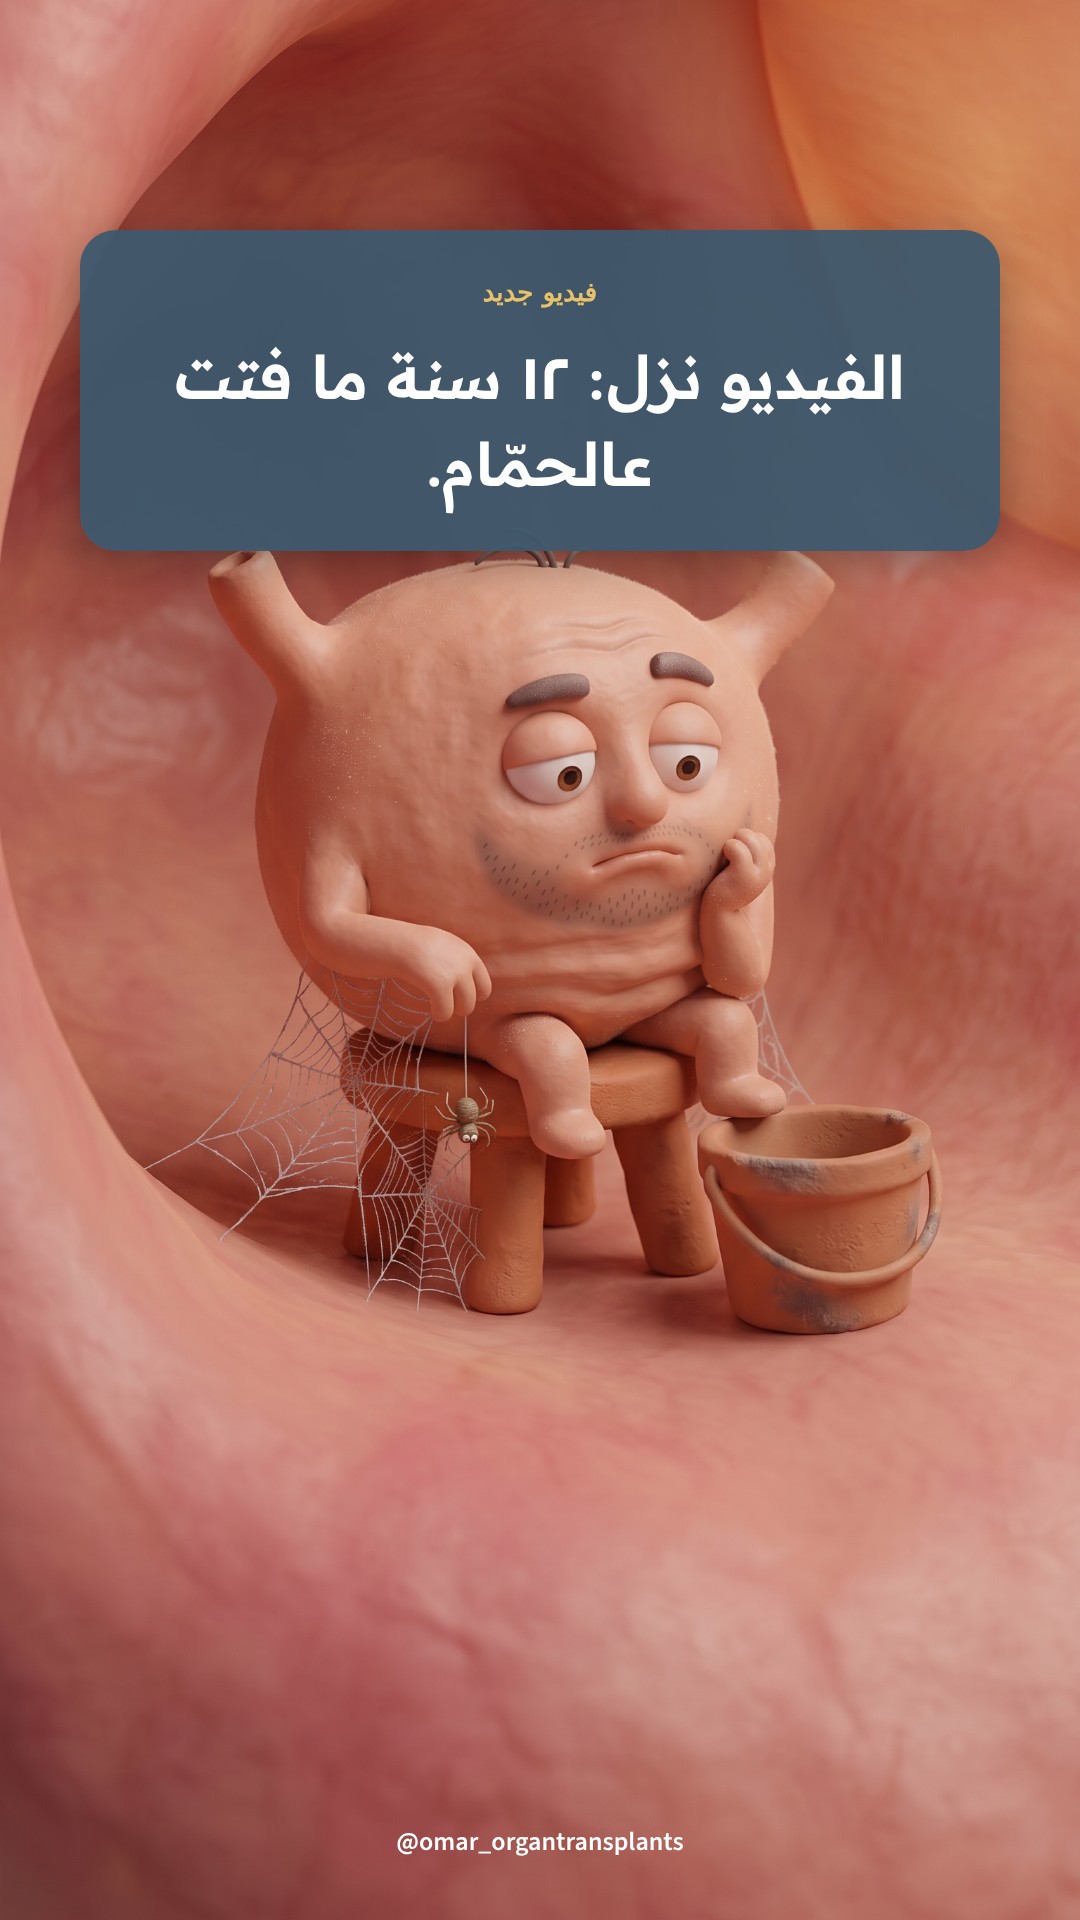 فيديو جديد
الفيديو نزل: ١٢ سنة ما فتت
عالحمّام.
@omar_organtransplants